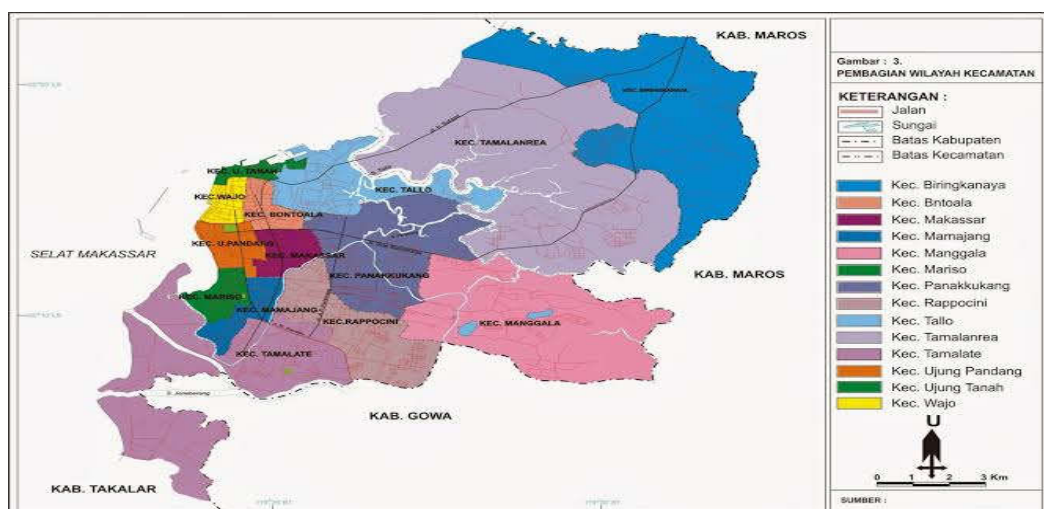 KAB. MAROS
KEC. BIRINGKANAYA
KEC. TAMALANREA
KEC. U. TANAH
KEC. TALLO
KEC.WAJO
KEC. BONTOALA
SELAT MAKASSAR
KEC. U.PANDANG
KEC. MAKASSAR
KEC. PANAKKUKANG
KAB. MAROS
KEC. MARISO
KEC. MAMAJANG
KEC.RAPPOCINI
KEC. MANGGALA
KEC. TAMALATE
S. Jeneberang
KAB. GOWA
KAB. TAKALAR
Gambar : 3.
PEMBAGIAN WILAYAH KECAMATAN
KETERANGAN :
Jalan
Sungai
Batas Kabupaten
Batas Kecamatan
Kec. Biringkanaya
Kec. Bntoala
Kec. Makassar
Kec. Mamajang
Kec. Manggala
Kec. Mariso
Kec. Panakkukang
Kec. Rappocini
Kec. Tallo
Kec. Tamalanrea
Kec. Tamalate
Kec. Ujung Pandang
Kec. Ujung Tanah
Kec. Wajo
U
0 1 2 3 Km
SUMBER :